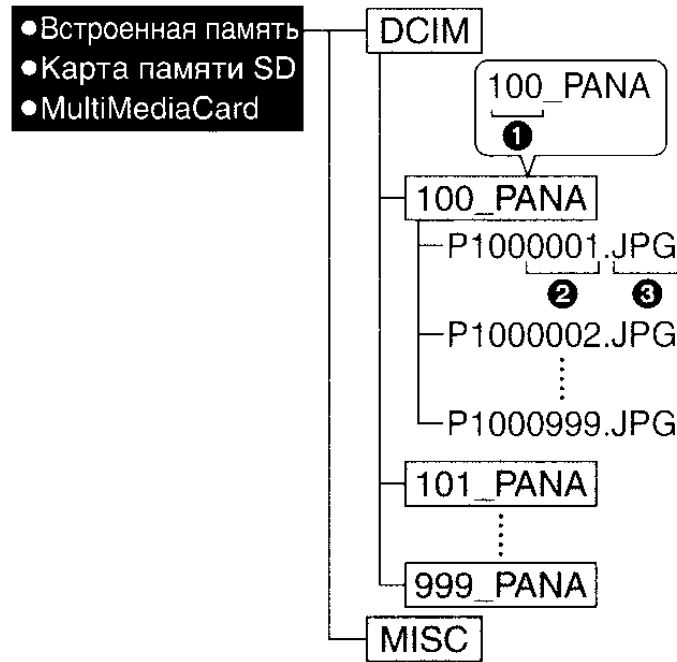 ●Встроенная память
●Карта памяти SD
●MultiMediaCard
DCIM
100_PANA
❶
100_PANA
P1000001.JPG
❷ ❸
P1000002.JPG
P1000999.JPG
101_PANA
999_PANA
MISC